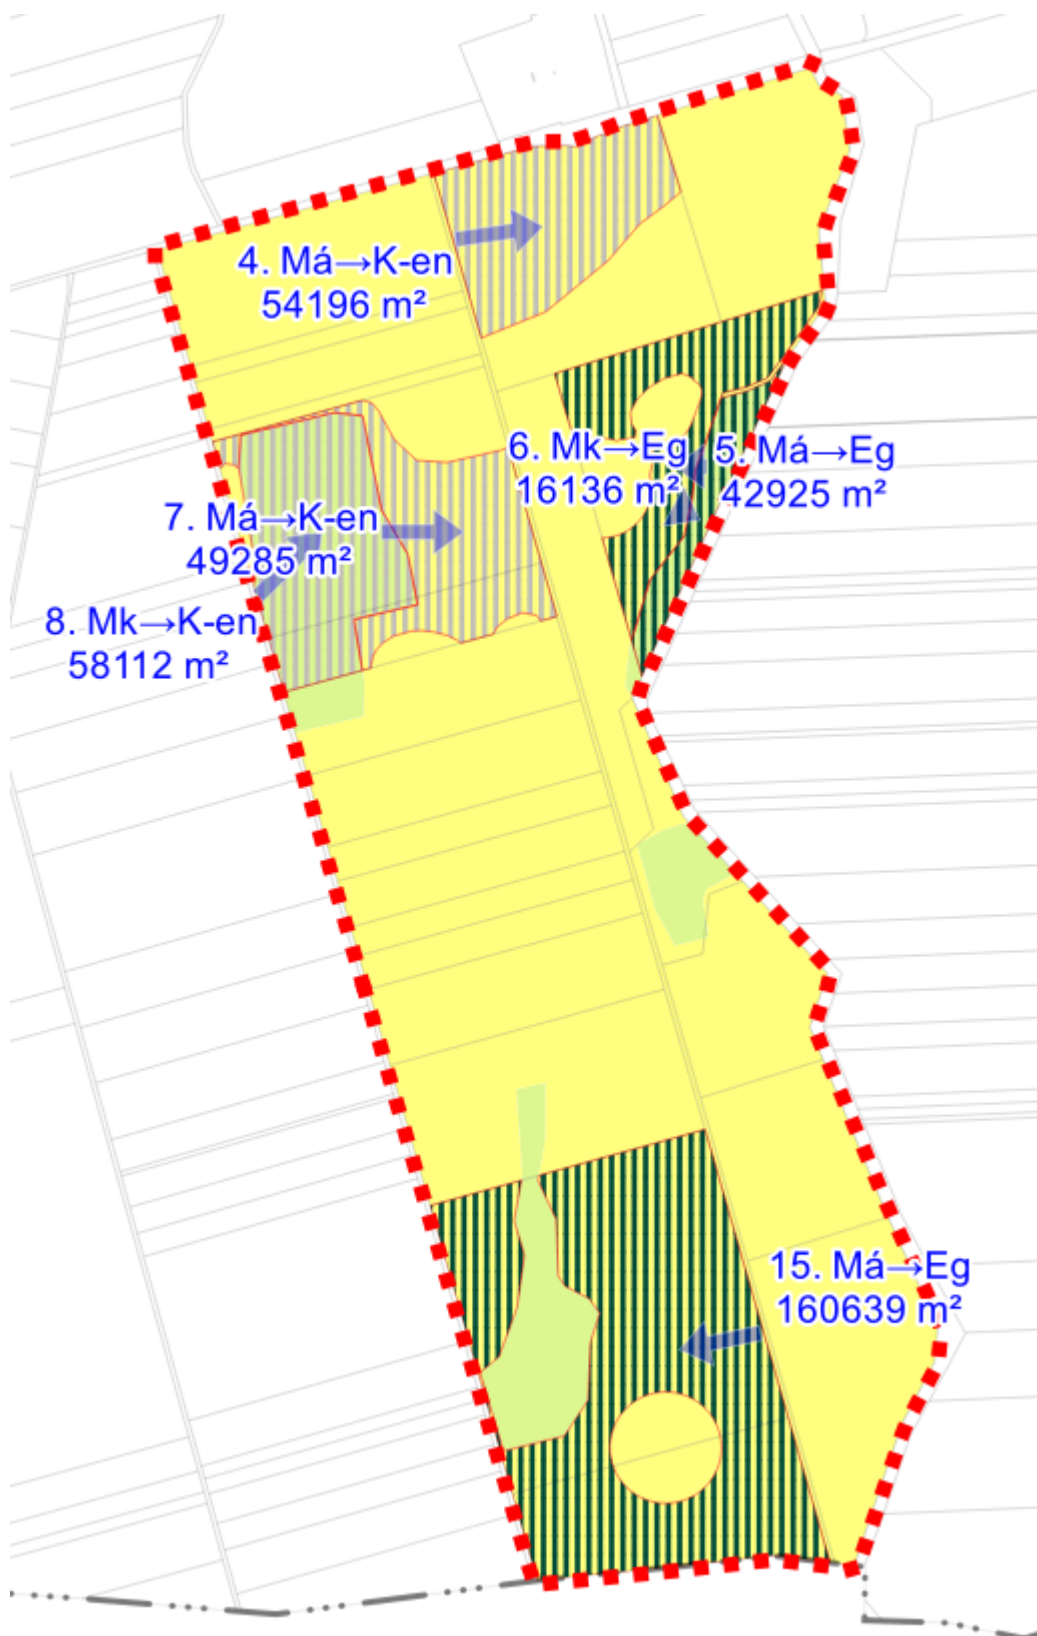 4. Má→K-en
54196 m²
6. Mk→Eg
16136 m²
5. Má→Eg
42925 m²
7. Má→K-en
49285 m²
8. Mk→K-en
58112 m²
15. Má→Eg
160639 m²